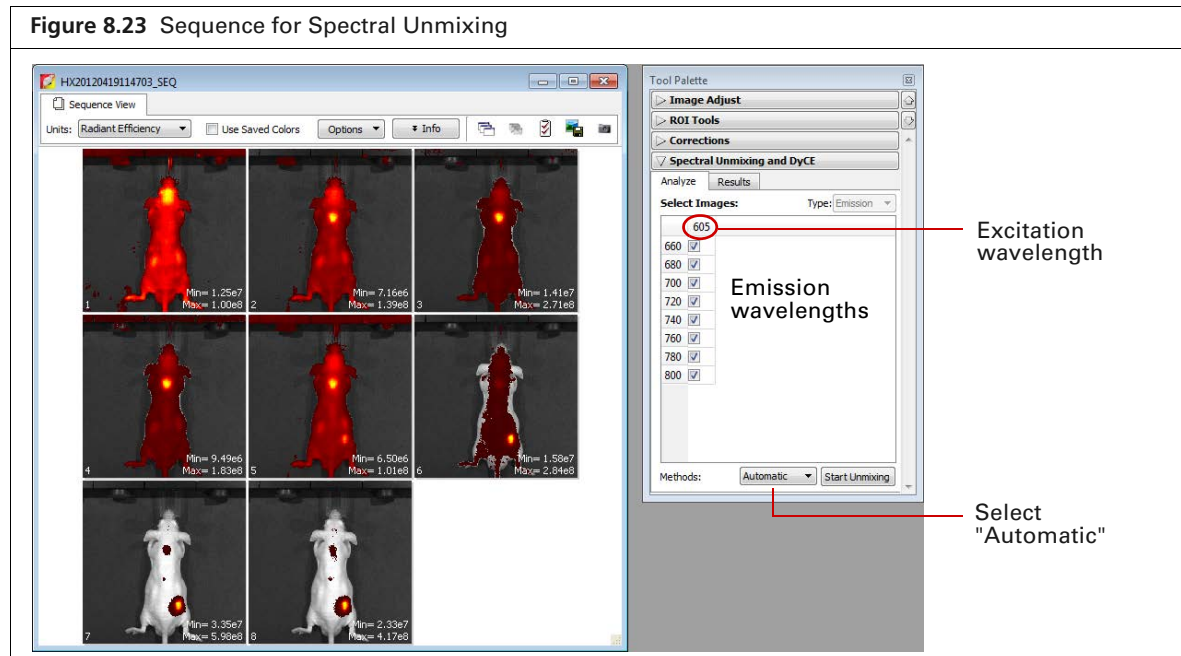 Figure 8.23 Sequence for Spectral Unmixing
HX20120419114703_SEQ
Sequence View
Units: Radiant Efficiency Use Saved Colors Options Info
Min= 1.25e7
1 Max= 1.00e8
Min= 7.16e6
2 Max= 1.39e8
Min= 1.41e7
3 Max= 2.71e8
Min= 9.49e6
4 Max= 1.83e8
Min= 6.50e6
5 Max= 1.01e8
Min= 1.58e7
6 Max= 2.84e8
Min= 3.35e7
7 Max= 5.98e8
Min= 2.33e7
8 Max= 4.17e8
Tool Palette
Image Adjust
ROI Tools
Corrections
Spectral Unmixing and DyCE
Analyze Results
Select Images: Type: Emission
605
660
680
700
720
740
760
780
800
Emission
wavelengths
Methods: Automatic Start Unmixing
Excitation
wavelength
Select
"Automatic"